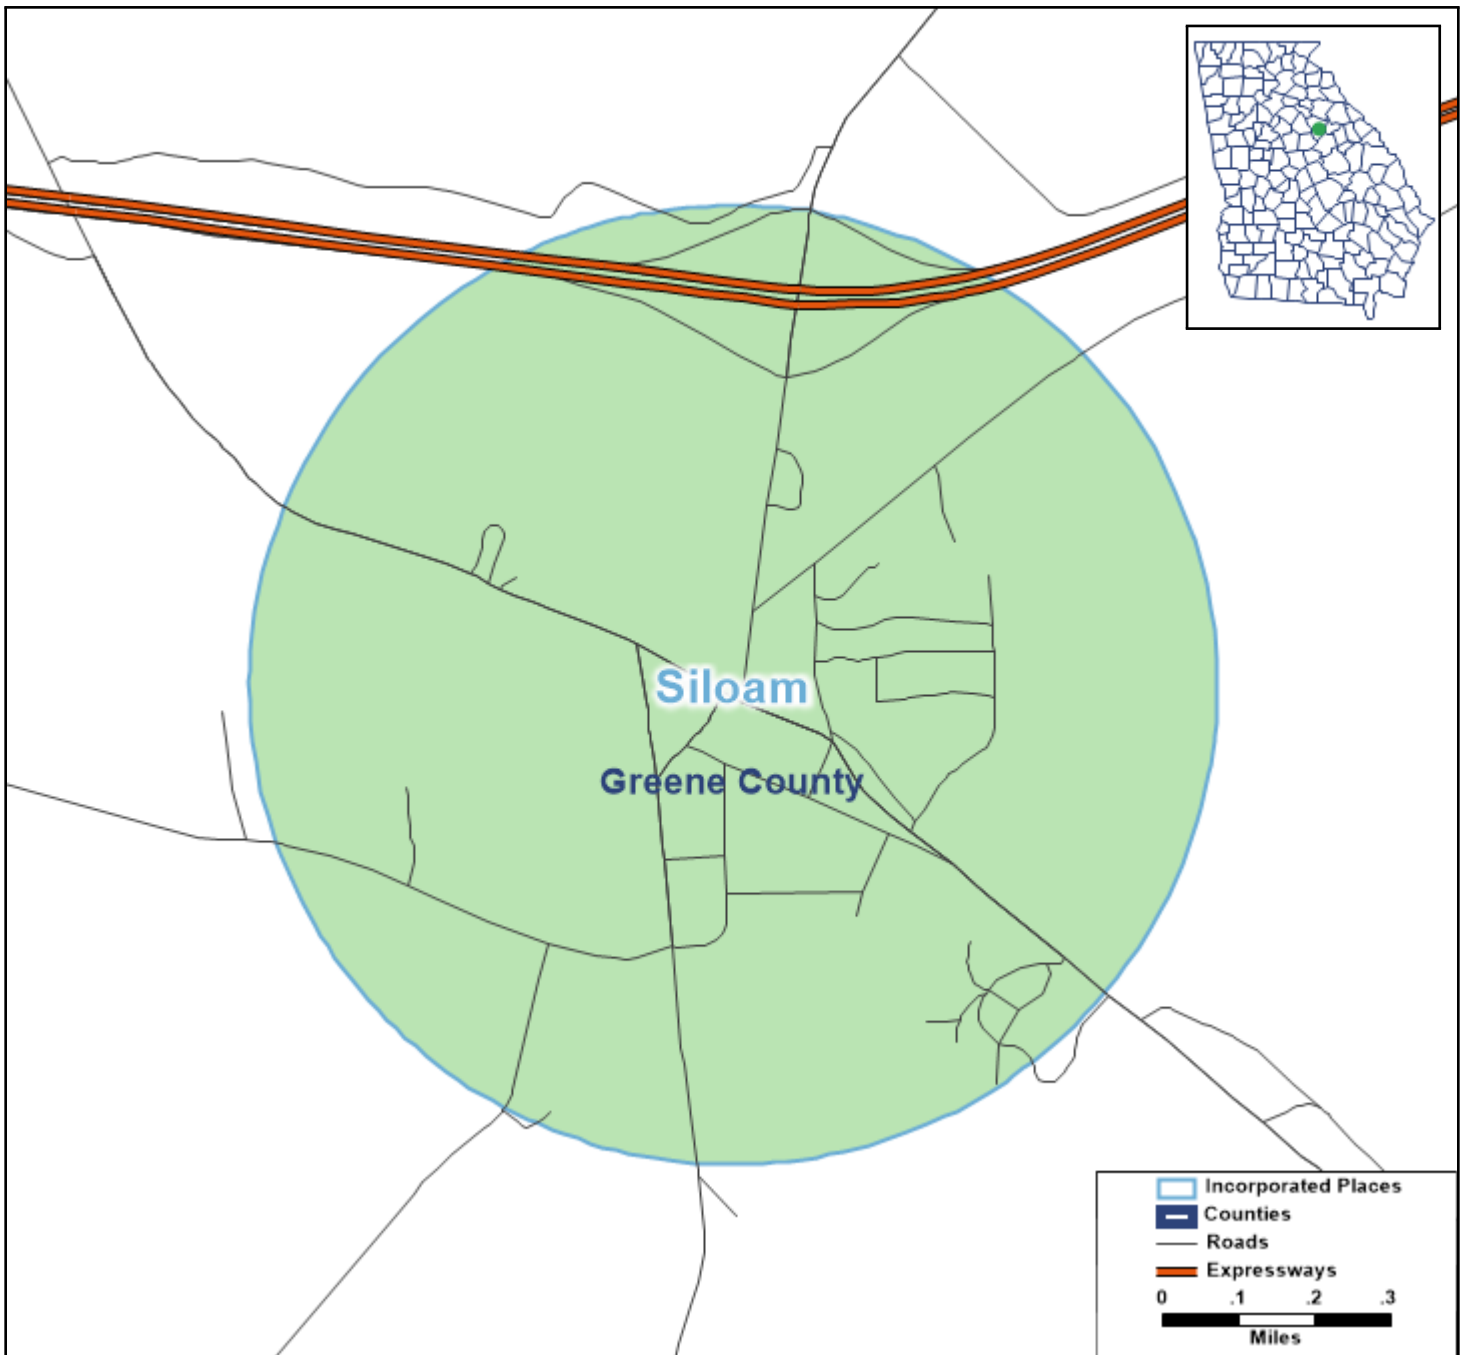 Siloam
Greene County
Incorporated Places
Counties
Roads
Expressways
0 .1 .2 .3
Miles